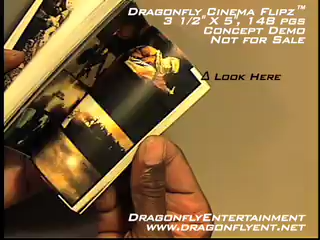 Dragonfly Cinema Flipz™
3 1/2" X 5", 148 pgs
Concept Demo
Not for Sale
Δ Look Here
DragonflyEntertainment
www.dragonflyent.net